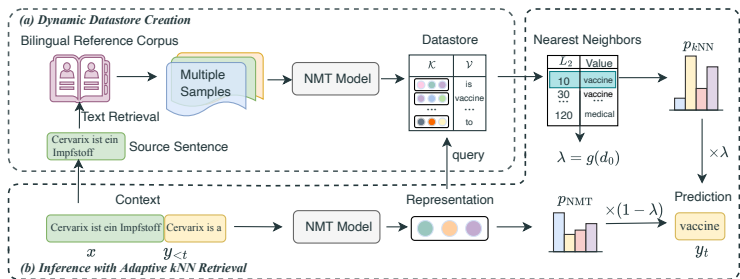 (a) Dynamic Datastore Creation
Bilingual Reference Corpus
Multiple
Samples
NMT Model
Datastore
K V
is
vaccine
... ...
to
Nearest Neighbors
L2 Value
10 vaccine
30 vaccine
... ...
120 medical
λ = g(d0)
pkNN
×λ
Text Retrieval
Cervarix ist ein
Impfstoff
Source Sentence
query
Context
Cervarix ist ein Impfstoff Cervarix is a
x y<t
NMT Model
Representation
pNMT
×(1 − λ)
Prediction
vaccine
yt
(b) Inference with Adaptive kNN Retrieval